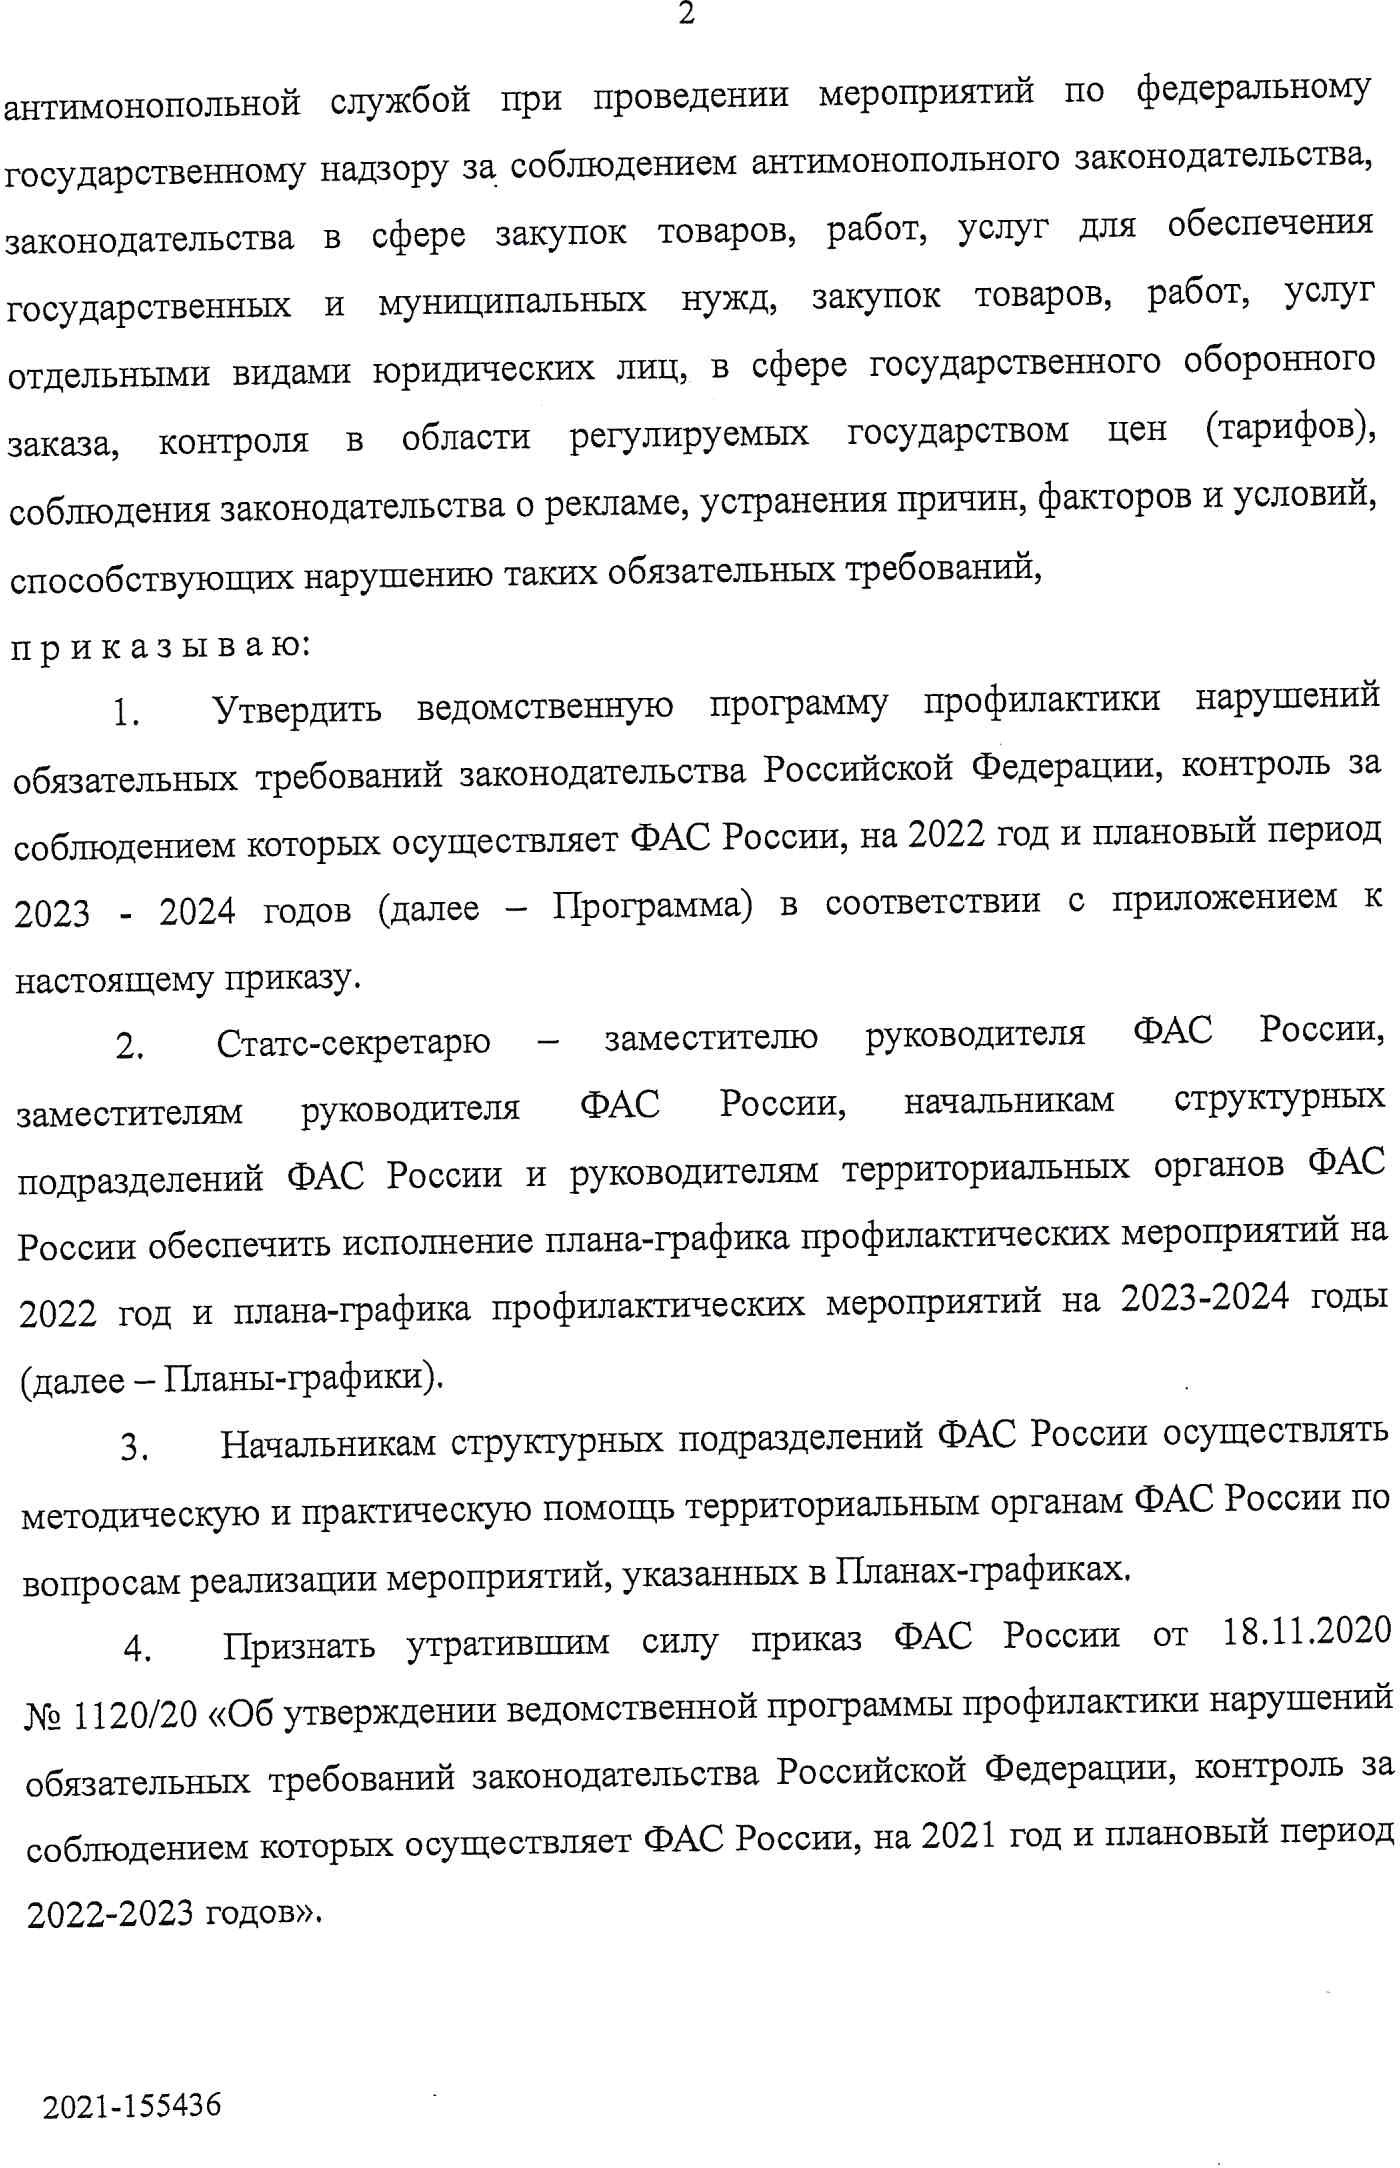 2
антимонопольной службой при проведении мероприятий по федеральному
государственному надзору за соблюдением антимонопольного законодательства,
законодательства в сфере закупок товаров, работ, услуг для обеспечения
государственных и муниципальных нужд, закупок товаров, работ, услуг
отдельными видами юридических лиц, в сфере государственного оборонного
заказа, контроля в области регулируемых государством цен (тарифов),
соблюдения законодательства о рекламе, устранения причин, факторов и условий,
способствующих нарушению таких обязательных требований,
п р и к а з ы в а ю:
1. Утвердить ведомственную программу профилактики нарушений
обязательных требований законодательства Российской Федерации, контроль за
соблюдением которых осуществляет ФАС России, на 2022 год и плановый период
2023 - 2024 годов (далее – Программа) в соответствии с приложением к
настоящему приказу.
2. Статс-секретарю – заместителю руководителя ФАС России,
заместителям руководителя ФАС России, начальникам структурных
подразделений ФАС России и руководителям территориальных органов ФАС
России обеспечить исполнение плана-графика профилактических мероприятий на
2022 год и плана-графика профилактических мероприятий на 2023-2024 годы
(далее – Планы-графики).
3. Начальникам структурных подразделений ФАС России осуществлять
методическую и практическую помощь территориальным органам ФАС России по
вопросам реализации мероприятий, указанных в Планах-графиках.
4. Признать утратившим силу приказ ФАС России от 18.11.2020
№ 1120/20 «Об утверждении ведомственной программы профилактики нарушений
обязательных требований законодательства Российской Федерации, контроль за
соблюдением которых осуществляет ФАС России, на 2021 год и плановый период
2022-2023 годов».
2021-155436